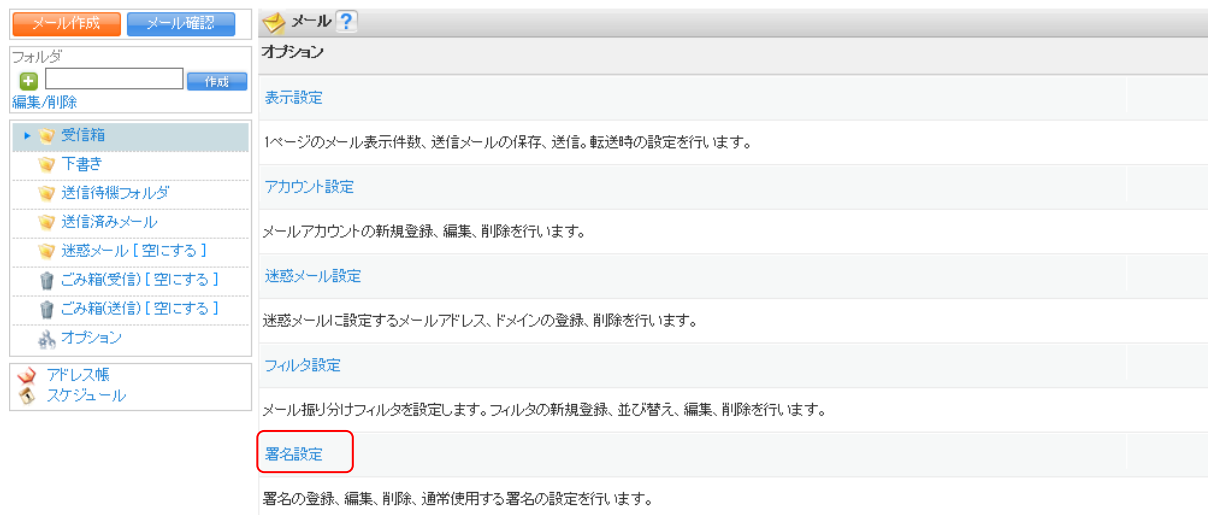 メール作成 メール確認
フォルダ
作成
編集/削除
受信箱
下書き
送信待機フォルダ
送信済みメール
迷惑メール [ 空にする ]
ごみ箱(受信) [ 空にする ]
ごみ箱(送信) [ 空にする ]
オプション
アドレス帳
スケジュール
メール ?
オプション
表示設定
1ページのメール表示件数、送信メールの保存、送信。転送時の設定を行います。
アカウント設定
メールアカウントの新規登録、編集、削除を行います。
迷惑メール設定
迷惑メールに設定するメールアドレス、ドメインの登録、削除を行います。
フィルタ設定
メール振り分けフィルタを設定します。フィルタの新規登録、並び替え、編集、削除を行います。
署名設定
署名の登録、編集、削除、通常使用する署名の設定を行います。